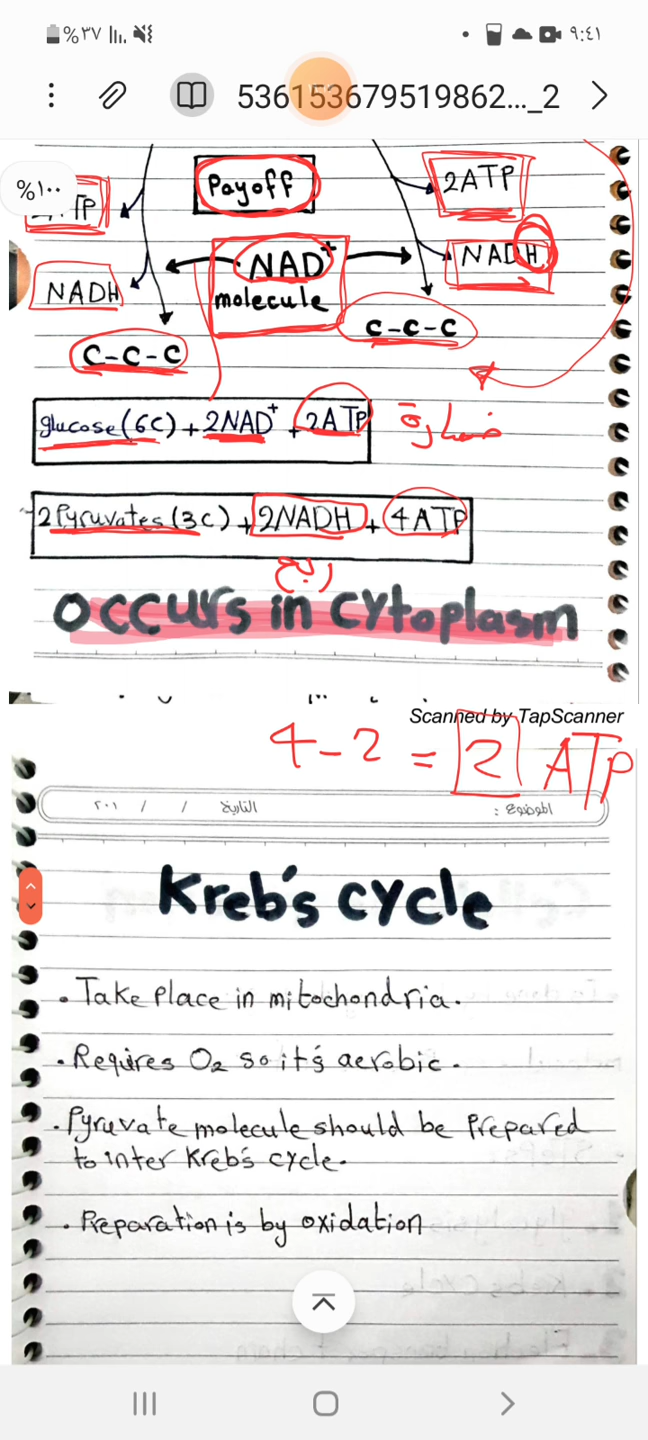 %٣٧
٩:٤١
536153679519862..._2
%١٠٠
Payoff
2ATP
TP
NAD+
molecule
NADH
NADH
C-C-C
C-C-C
glucose(6C)+2NAD++2ATP
خسارة
2Pyruvates(3C)+2NADH+4ATP
ربح
occurs in cytoplasm
Scanned by TapScanner
4-2=2 ATP
الموضوع :
التاريخ / / ٢٠١
Kreb's cycle
. Take Place in mitochondria.
. Requires O2 so it's aerobic.
. Pyruvate molecule should be Prepared
to inter Kreb's cycle.
. Preparation is by oxidation